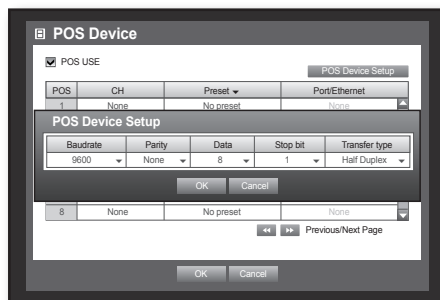 POS Device
POS USE
POS Device Setup
POS CH Preset Port/Ethernet
1 None No preset None
POS Device Setup
Baudrate Parity Data Stop bit Transfer type
9600 None 8 1 Half Duplex
OK Cancel
8 None No preset None
Previous/Next Page
OK Cancel